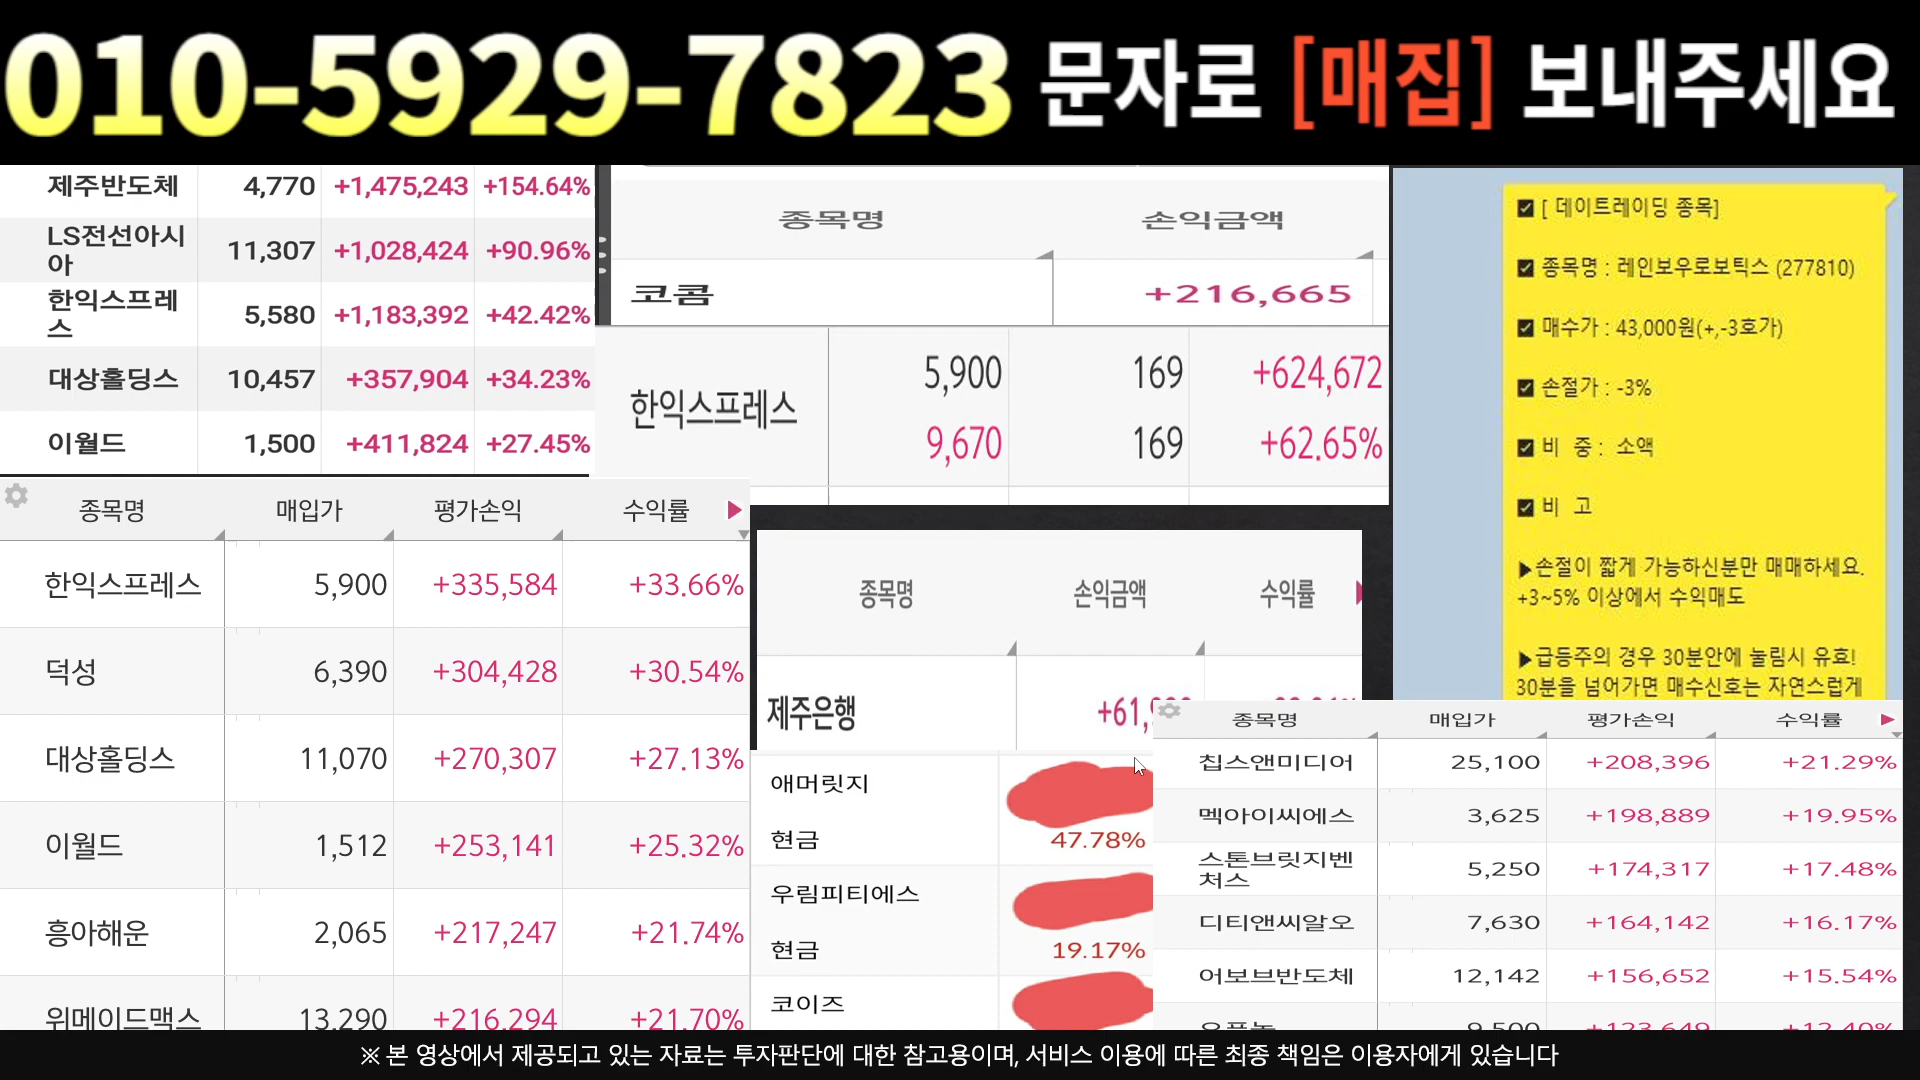 010-5929-7823 문자로 [매집] 보내주세요
제주반도체 4,770 +1,475,243 +154.64%
LS전선아시
아 11,307 +1,028,424 +90.96%
한익스프레
스 5,580 +1,183,392 +42.42%
대상홀딩스 10,457 +357,904 +34.23%
이월드 1,500 +411,824 +27.45%
종목명 손익금액
코콤 +216,665
한익스프레스 5,900 169 +624,672
9,670 169 +62.65%
☑ [ 데이트레이딩 종목]
☑ 종목명 : 레인보우로보틱스 (277810)
☑ 매수가 : 43,000원(+,-3호가)
☑ 손절가 : -3%
☑ 비 중 : 소액
☑ 비 고
▶손절이 짧게 가능하신분만 매매하세요.
+3~5% 이상에서 수익매도
▶급등주의 경우 30분안에 눌림시 유효!
30분을 넘어가면 매수신호는 자연스럽게
종목명 매입가 평가손익 수익률
한익스프레스 5,900 +335,584 +33.66%
덕성 6,390 +304,428 +30.54%
대상홀딩스 11,070 +270,307 +27.13%
이월드 1,512 +253,141 +25.32%
흥아해운 2,065 +217,247 +21.74%
위메이드맥스 13,290 +216,294 +21.70%
종목명 손익금액 수익률
제주은행 +61,
애머릿지
현금 47.78%
우림피티에스
현금 19.17%
코이즈
종목명 매입가 평가손익 수익률
칩스앤미디어 25,100 +208,396 +21.29%
멕아이씨에스 3,625 +198,889 +19.95%
스톤브릿지벤
처스 5,250 +174,317 +17.48%
디티앤씨알오 7,630 +164,142 +16.17%
어보브반도체 12,142 +156,652 +15.54%
※ 본 영상에서 제공되고 있는 자료는 투자판단에 대한 참고용이며, 서비스 이용에 따른 최종 책임은 이용자에게 있습니다